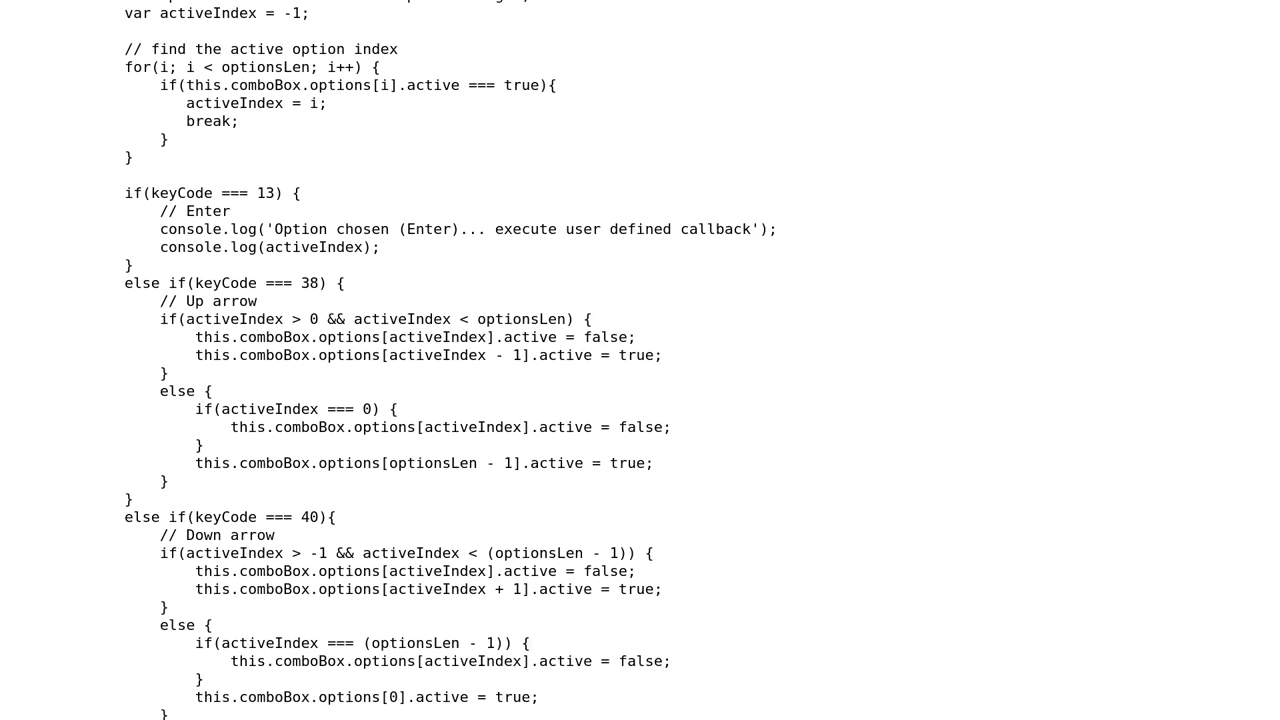 var activeIndex = -1;

// find the active option index
for(i; i < optionsLen; i++) {
    if(this.comboBox.options[i].active === true){
       activeIndex = i;
       break;
    }
}

if(keyCode === 13) {
    // Enter
    console.log('Option chosen (Enter)... execute user defined callback');
    console.log(activeIndex);
}
else if(keyCode === 38) {
    // Up arrow
    if(activeIndex > 0 && activeIndex < optionsLen) {
        this.comboBox.options[activeIndex].active = false;
        this.comboBox.options[activeIndex - 1].active = true;
    }
    else {
        if(activeIndex === 0) {
            this.comboBox.options[activeIndex].active = false;
        }
        this.comboBox.options[optionsLen - 1].active = true;
    }
}
else if(keyCode === 40){
    // Down arrow
    if(activeIndex > -1 && activeIndex < (optionsLen - 1)) {
        this.comboBox.options[activeIndex].active = false;
        this.comboBox.options[activeIndex + 1].active = true;
    }
    else {
        if(activeIndex === (optionsLen - 1)) {
            this.comboBox.options[activeIndex].active = false;
        }
        this.comboBox.options[0].active = true;
    }